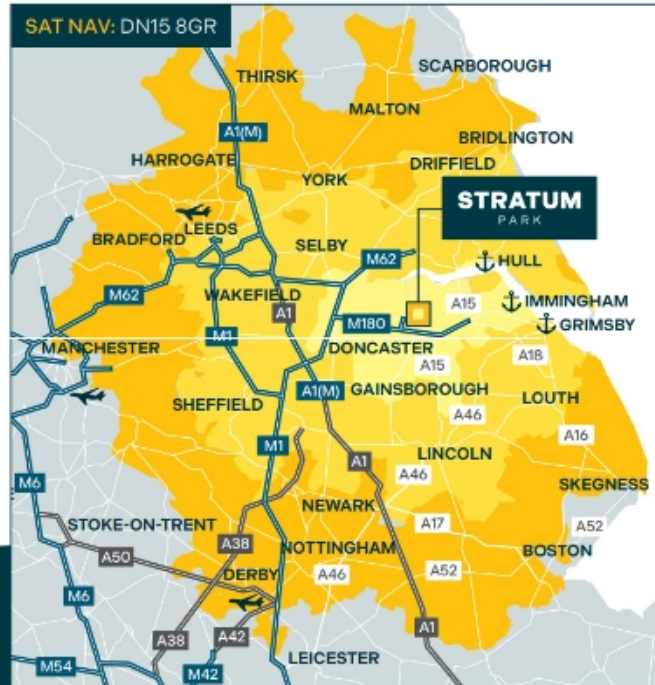 SAT NAV: DN15 8GR
SCARBOROUGH
THIRSK
MALTON
A1(M)
BRIDLINGTON
HARROGATE
DRIFFIELD
YORK
STRATUM
PARK
LEEDS
BRADFORD
SELBY
M62
HULL
M62
WAKEFIELD
A15
IMMINGHAM
A1
M180
GRIMSBY
M1
MANCHESTER
DONCASTER
A18
A15
A1(M)
GAINSBOROUGH
SHEFFIELD
LOUTH
A46
M1
A16
LINCOLN
A1
A46
M6
SKEGNESS
NEWARK
STOKE-ON-TRENT
A17
A52
A38
NOTTINGHAM
BOSTON
A50
DERBY
A46
A52
M6
A1
A38
A42
LEICESTER
M54
M42